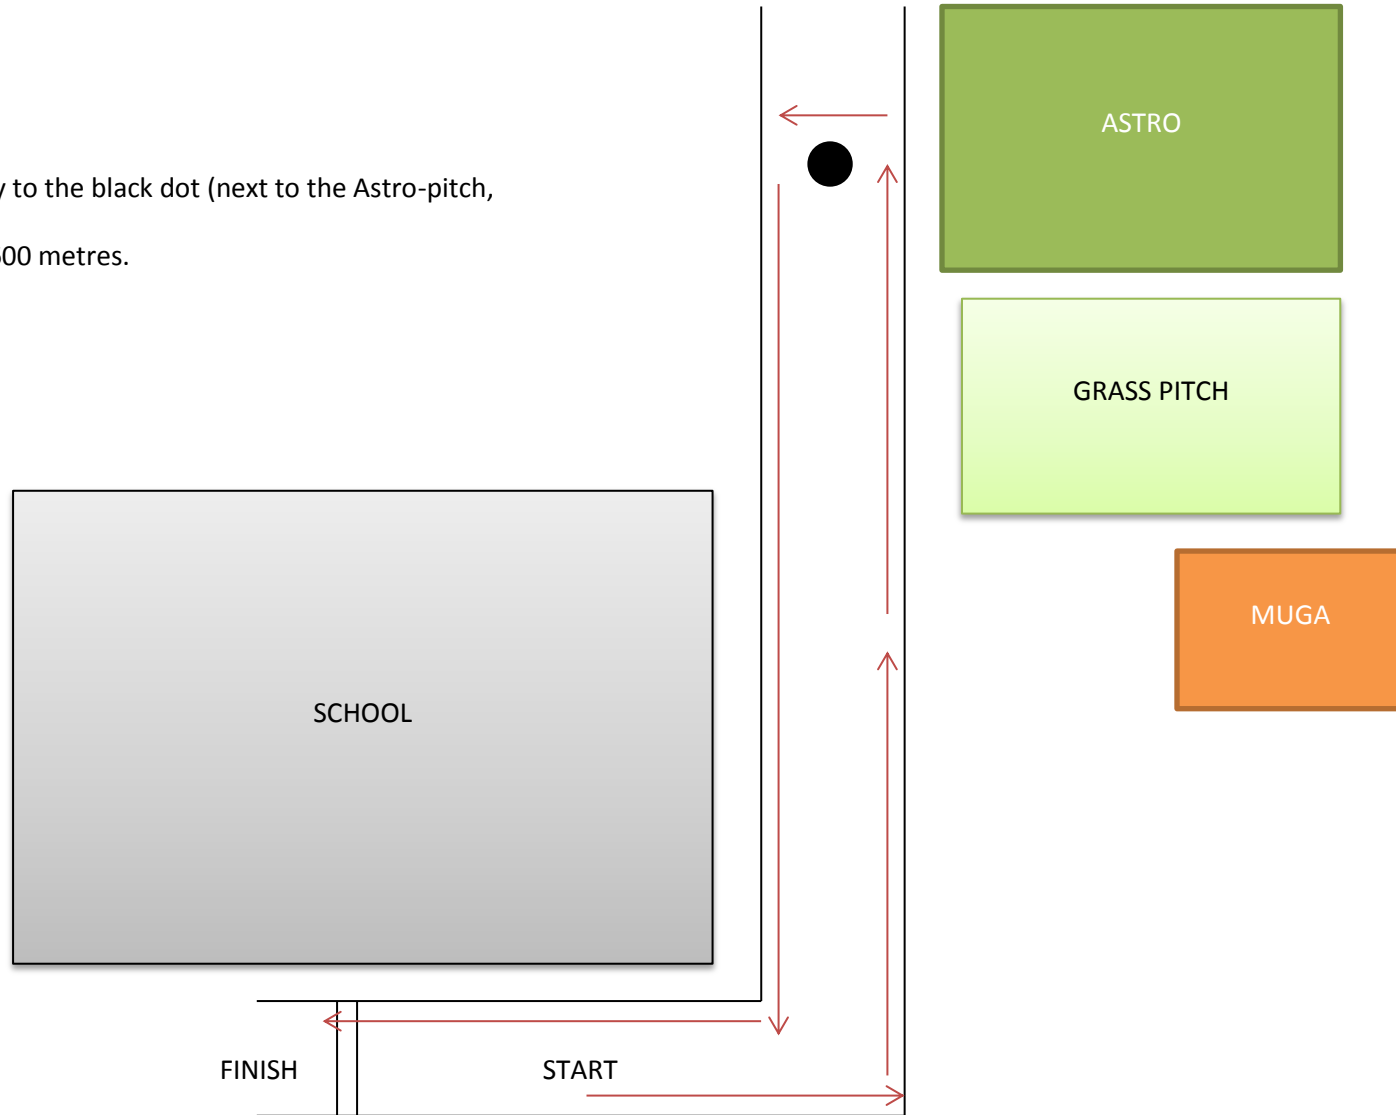 ASTRO
to the black dot (next to the Astro-pitch,
00 metres.
GRASS PITCH
MUGA
SCHOOL
FINISH
START